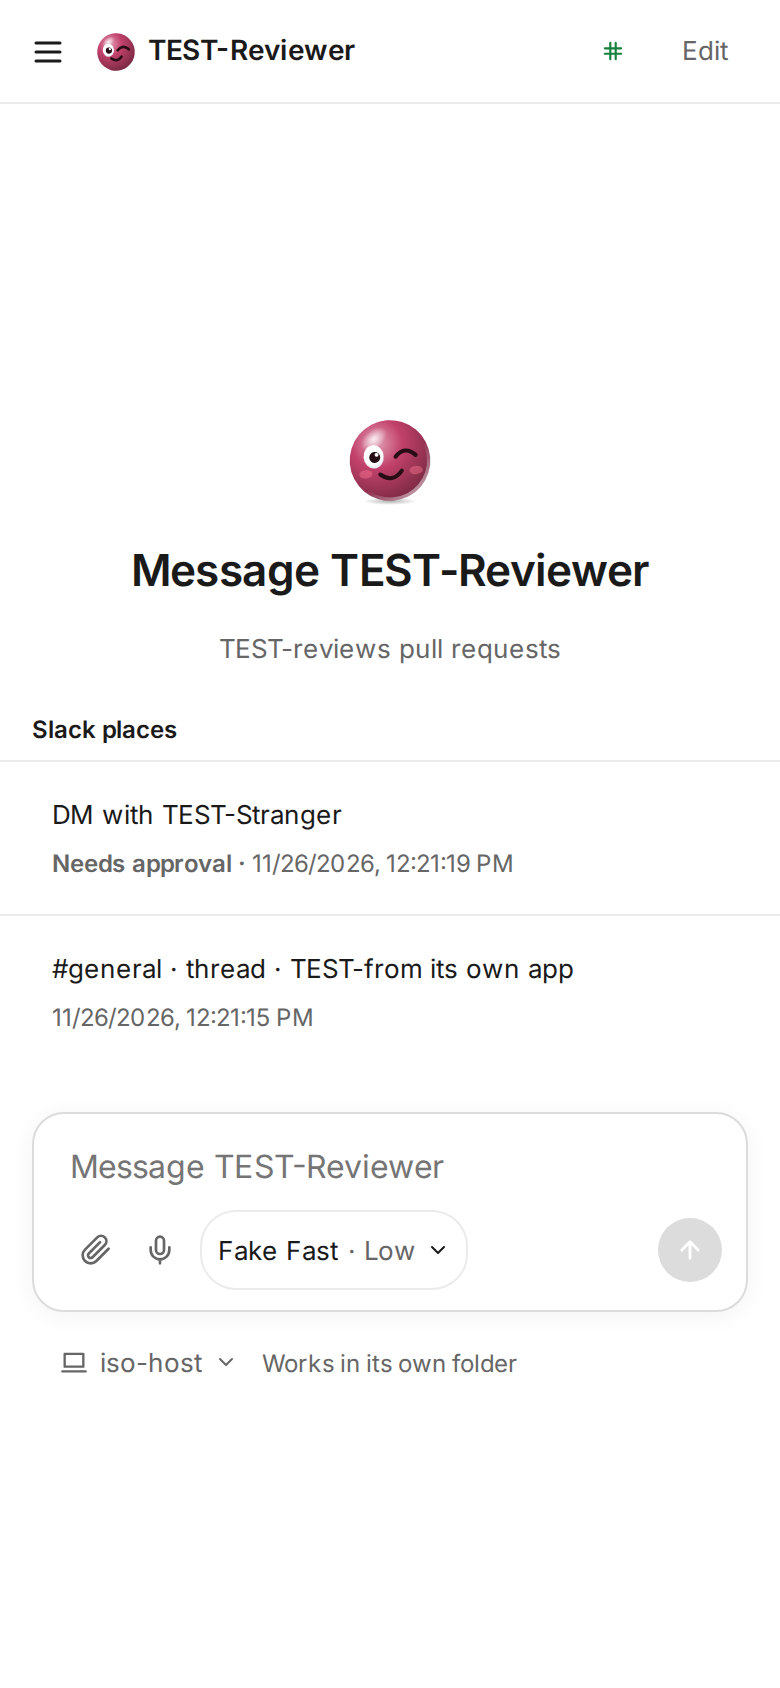 TEST-Reviewer
Edit
Message TEST-Reviewer
TEST-reviews pull requests
Slack places
DM with TEST-Stranger
Needs approval · 11/26/2026, 12:21:19 PM
#general · thread · TEST-from its own app
11/26/2026, 12:21:15 PM
Message TEST-Reviewer
Fake Fast · Low
iso-host
Works in its own folder